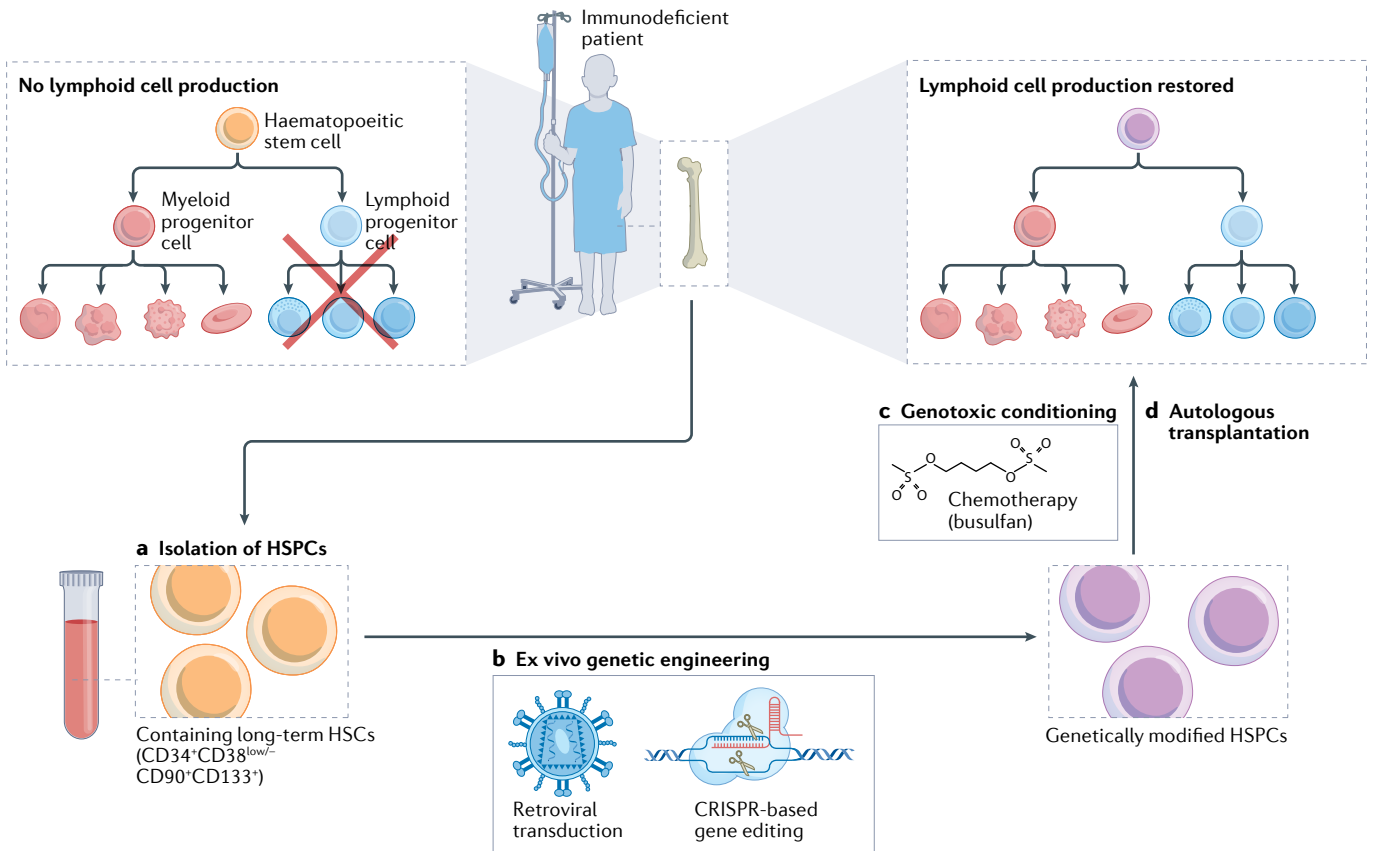 Immunodeficient
patient
No lymphoid cell production
Haematopoeitic
stem cell
Myeloid
progenitor
cell
Lymphoid
progenitor
cell
Lymphoid cell production restored
c Genotoxic conditioning
O O
S
O
O
S
O O
Chemotherapy
(busulfan)
d Autologous
transplantation
a Isolation of HSPCs
Containing long-term HSCs
(CD34⁺CD38ˡᵒʷ/⁻
CD90⁺CD133⁺)
b Ex vivo genetic engineering
Retroviral
transduction
CRISPR-based
gene editing
Genetically modified HSPCs